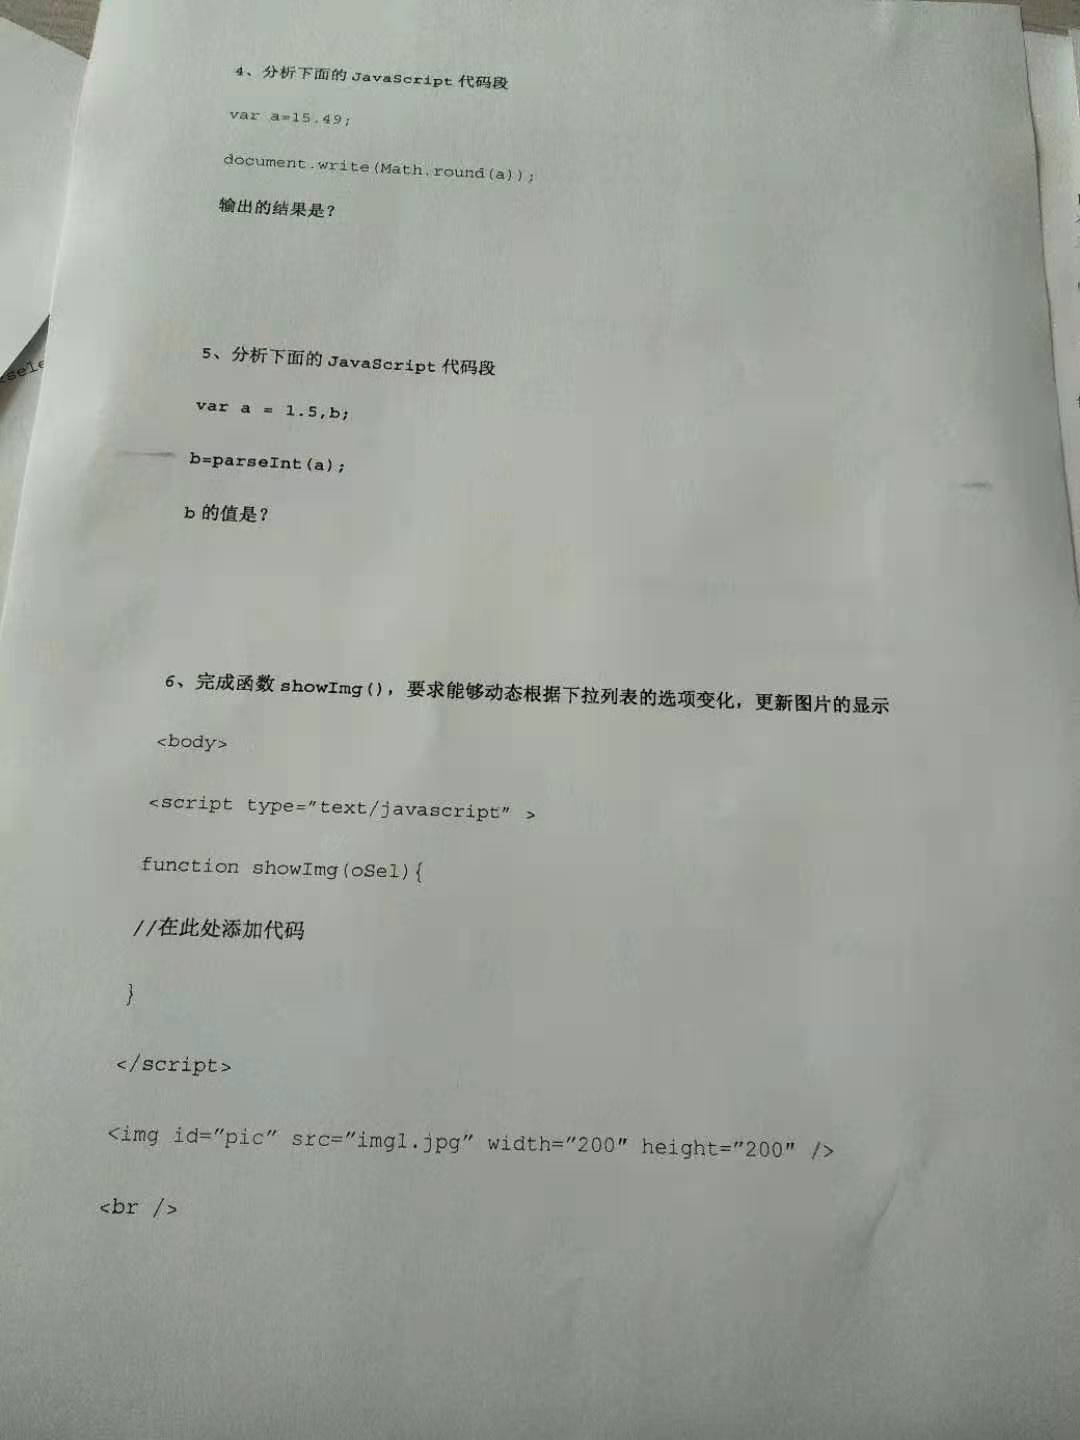 4、分析下面的 JavaScript 代码段
var a=15.49;
document.write(Math.round(a));
输出的结果是?
5、分析下面的 JavaScript 代码段
var a = 1.5,b;
b=parseInt(a);
b 的值是?
6、完成函数 showImg(), 要求能够动态根据下拉列表的选项变化, 更新图片的显示
<body>
<script type="text/javascript" >
function showImg(oSel){
//在此处添加代码
}
</script>
<img id="pic" src="img1.jpg" width="200" height="200" />
<br />